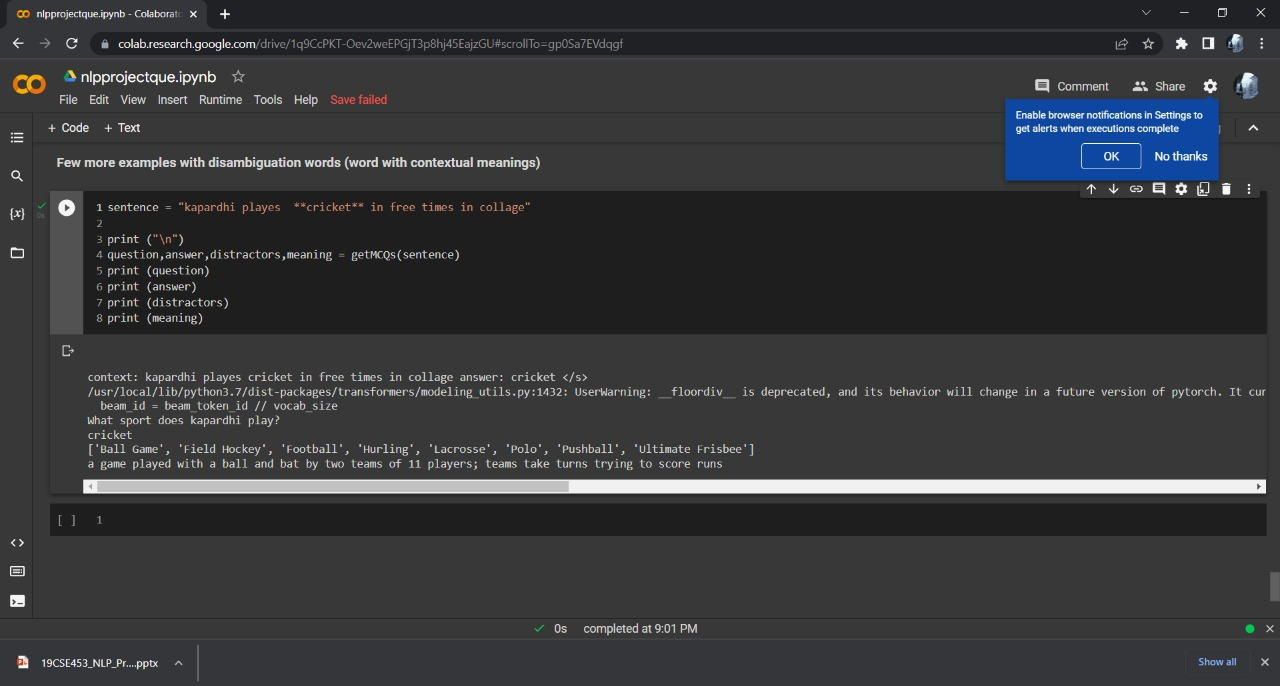 nlpprojectque.ipynb - Colaborato
colab.research.google.com/drive/1q9CcPKT-Oev2weEPGjT3p8hj45EajzGU#scrollTo=gp0Sa7EVdqgf
nlpprojectque.ipynb
Comment
Share
File Edit View Insert Runtime Tools Help Save failed
Enable browser notifications in Settings to
get alerts when executions complete
OK
No thanks
+ Code + Text
Few more examples with disambiguation words (word with contextual meanings)
{x}
0s
1 sentence = "kapardhi playes  **cricket** in free times in collage"
2
3 print ("\n")
4 question,answer,distractors,meaning = getMCQs(sentence)
5 print (question)
6 print (answer)
7 print (distractors)
8 print (meaning)
context: kapardhi playes cricket in free times in collage answer: cricket </s>
/usr/local/lib/python3.7/dist-packages/transformers/modeling_utils.py:1432: UserWarning: __floordiv__ is deprecated, and its behavior will change in a future version of pytorch. It cur
beam_id = beam_token_id // vocab_size
What sport does kapardhi play?
cricket
['Ball Game', 'Field Hockey', 'Football', 'Hurling', 'Lacrosse', 'Polo', 'Pushball', 'Ultimate Frisbee']
a game played with a ball and bat by two teams of 11 players; teams take turns trying to score runs
[ ] 1
0s completed at 9:01 PM
19CSE453_NLP_Pr....pptx
Show all